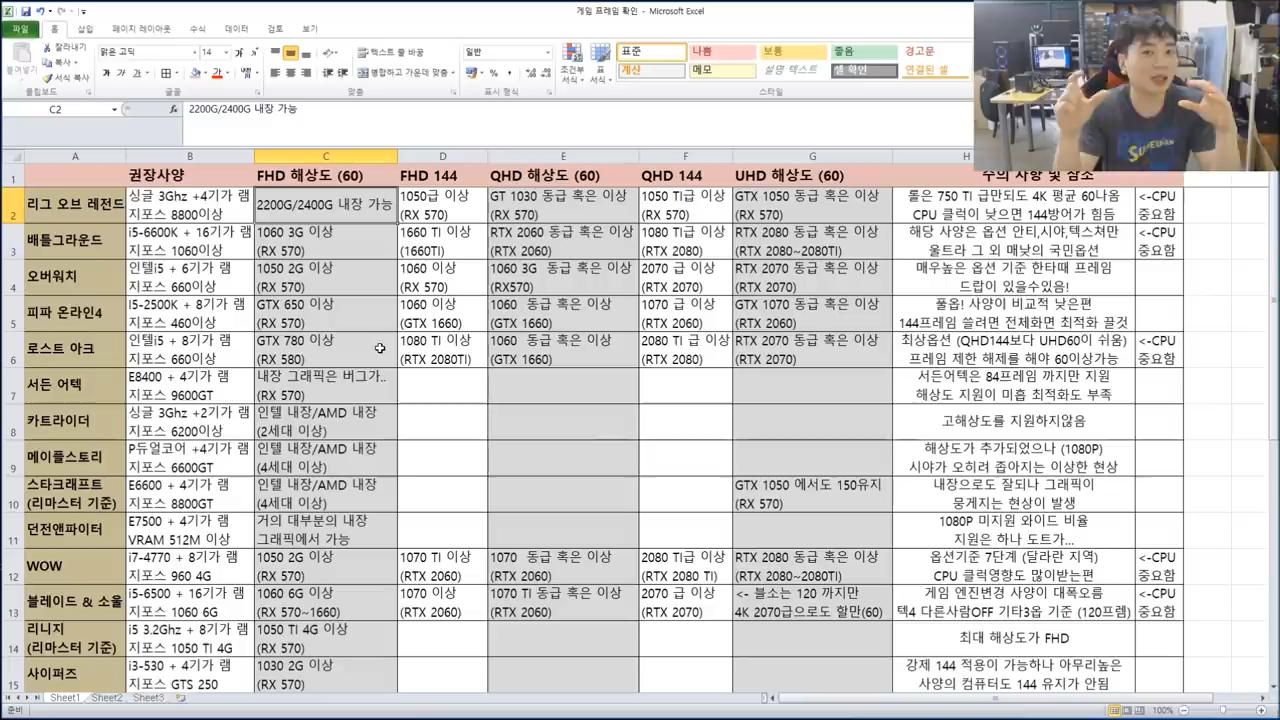 게임 프레임 확인 - Microsoft Excel
파일 홈 삽입 페이지 레이아웃 수식 데이터 검토 보기
잘라내기
복사
서식 복사
붙여넣기
클립보드
맑은 고딕 14
글꼴
텍스트 줄 바꿈
병합하고 가운데 맞춤
맞춤
일반
표시 형식
조건부 서식
표 서식
표준 나쁨 보통 좋음 경고문
계산 메모 설명 텍스트 셀 확인 연결된 셀
스타일
C2 fx 2200G/2400G 내장 가능
A B C D E F G H
1 권장사양 FHD 해상도 (60) FHD 144 QHD 해상도 (60) QHD 144 UHD 해상도 (60) 주의 사항 및 참조
2 리그 오브 레전드 싱글 3Ghz +4기가 램 2200G/2400G 내장 가능 1050급 이상 GT 1030 동급 혹은 이상 1050 TI급 이상 GTX 1050 동급 혹은 이상 롤은 750 TI 급만되도 4K 평균 60나옴 <-CPU
지포스 8800이상 (RX 570) (RX 570) (RX 570) (RX 570) CPU 클럭이 낮으면 144방어가 힘듬 중요함
3 배틀그라운드 i5-6600K + 16기가 램 1060 3G 이상 1660 TI 이상 RTX 2060 동급 혹은 이상 1080 TI급 이상 RTX 2080 동급 혹은 이상 해당 사양은 옵션 안티,시야,텍스쳐만
지포스 1060이상 (RX 570) (1660TI) (RTX 2060) (RTX 2070) (RTX 2080~2080TI) 울트라 그 외 매낮의 국민옵션
4 오버워치 인텔i5 + 6기가 램 1050 2G 이상 1060 이상 1060 3G 동급 혹은 이상 2070 급 이상 RTX 2070 동급 혹은 이상 매우높은 옵션 기준 한타때 프레임
지포스 460이상 (RX 570) (RX 570) (RX570) (RTX 2070) (RTX 2070) 드랍이 있을수있음!
5 피파 온라인4 I5-2500K + 8기가 램 GTX 650 이상 1060 이상 1060 동급 혹은 이상 1070 급 이상 GTX 1070 동급 혹은 이상 풀옵! 사양이 비교적 낮은편
지포스 460이상 (RX 570) (GTX 1660) (GTX 1660) (RTX 2060) (RTX 2060) 144프레임 쓸려면 전체화면 최적화 끌것
6 로스트 아크 인텔i5 + 8기가 램 GTX 780 이상 1080 TI 이상 1060 동급 혹은 이상 2080 TI 급 이상 RTX 2070 동급 혹은 이상 최상옵션 (QHD144보다 UHD60이 쉬움) <-CPU
지포스 660이상 (RX 580) (RTX 2080TI) (GTX 1660) (RTX 2080) (RTX 2070) 프레임 제한 해제를 해야 60이상가능 중요함
7 서든 어텍 E8400 + 4기가 램 내장 그래픽은 버그가.. 서든어텍은 84프레임 까지만 지원
지포스 9600GT (RX 570) 해상도 지원이 미흡 최적화도 부족
8 카트라이더 싱글 3Ghz +2기가 램 인텔 내장/AMD 내장 고해상도를 지원하지않음
지포스 6200이상 (2세대 이상)
9 메이플스토리 P듀얼코어 +4기가 램 인텔 내장/AMD 내장 해상도가 추가되었으나 (1080P)
지포스 6600GT (4세대 이상) 시야가 오히려 좁아지는 이상한 현상
10 스타크래프트 E6600 + 4기가 램 인텔 내장/AMD 내장 GTX 1050 에서도 150유지 내장으로도 잘되나 그래픽이
(리마스터 기준) 지포스 8800GT (4세대 이상) (RX 570) 뭉게지는 현상이 발생
11 던전앤파이터 E7500 + 4기가 램 거의 대부분의 내장 1080P 미지원 와이드 비율
VRAM 512M 이상 그래픽에서 가능 지원은 하나 도트가...
12 WOW i7-4770 + 8기가 램 1050 2G 이상 1070 TI 이상 1070 동급 혹은 이상 2080 TI급 이상 RTX 2080 동급 혹은 이상 옵션기준 7단계 (달라란 지역) <-CPU
지포스 960 4G (RX 570) (RTX 2060) (RTX 2060) (RTX 2080 TI) (RTX 2080~2080TI) CPU 클럭영향도 많이받는편 중요함
13 블레이드 & 소울 i5-6500 + 16기가 램 1060 6G 이상 1070 이상 1070 TI 동급 혹은 이상 2070 급 이상 <- 블소는 120 까지만 게임 엔진변경 사양이 대폭오름 <-CPU
지포스 1060 6G (RX 570~1660) (RTX 2060) (RTX 2060) (RTX 2070) 4K 2070급으로도 할만(60) 텍4 다른사람OFF 기타3옵 기준 (120프렘) 중요함
14 리니지 i5 3.2Ghz + 8기가 램 1050 TI 4G 이상 최대 해상도가 FHD
(리마스터 기준) 지포스 1050 TI 4G (RX 570)
15 사이퍼즈 i3-530 + 4기가 램 1030 2G 이상 강제 144 적용이 가능하나 아무리높은
지포스 GTS 250 (RX 570) 사양의 컴퓨터도 144 유지가 안됨
Sheet1 Sheet2 Sheet3
준비 100%